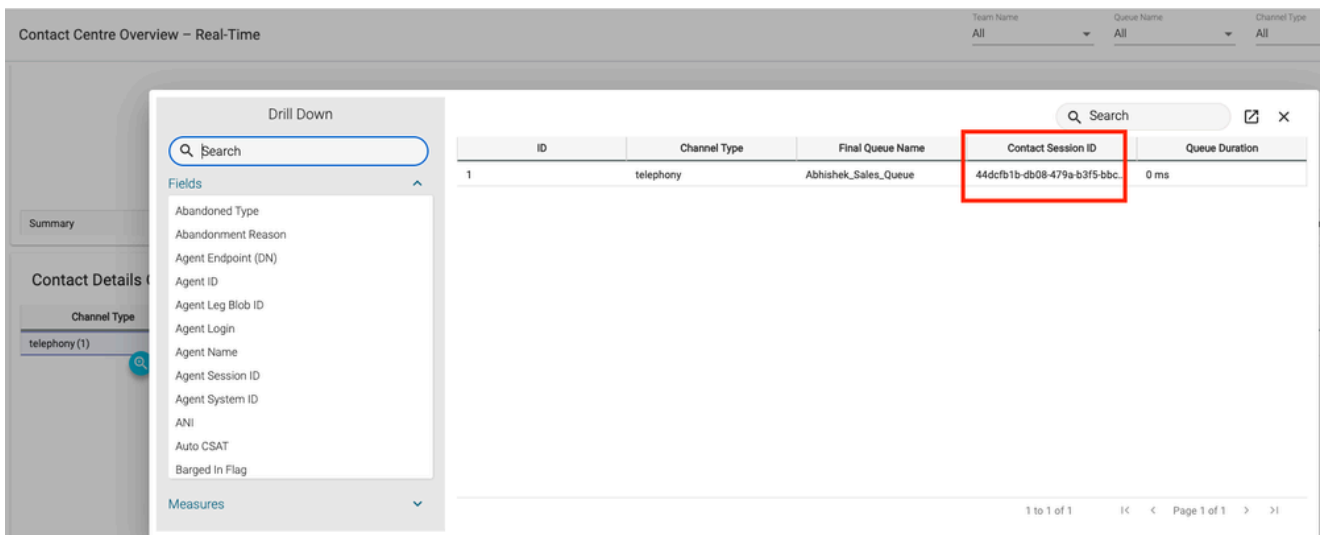 Contact Centre Overview – Real-Time
Team Name
All
Queue Name
All
Channel Type
All
Summary
Contact Details
Channel Type
telephony (1)
Drill Down
Search
Fields
Abandoned Type
Abandonment Reason
Agent Endpoint (DN)
Agent ID
Agent Leg Blob ID
Agent Login
Agent Name
Agent Session ID
Agent System ID
ANI
Auto CSAT
Barged In Flag
Measures
Search
ID Channel Type Final Queue Name Contact Session ID Queue Duration
1 telephony Abhishek_Sales_Queue 44dcfb1b-db08-479a-b3f5-bbc... 0 ms
1 to 1 of 1 Page 1 of 1